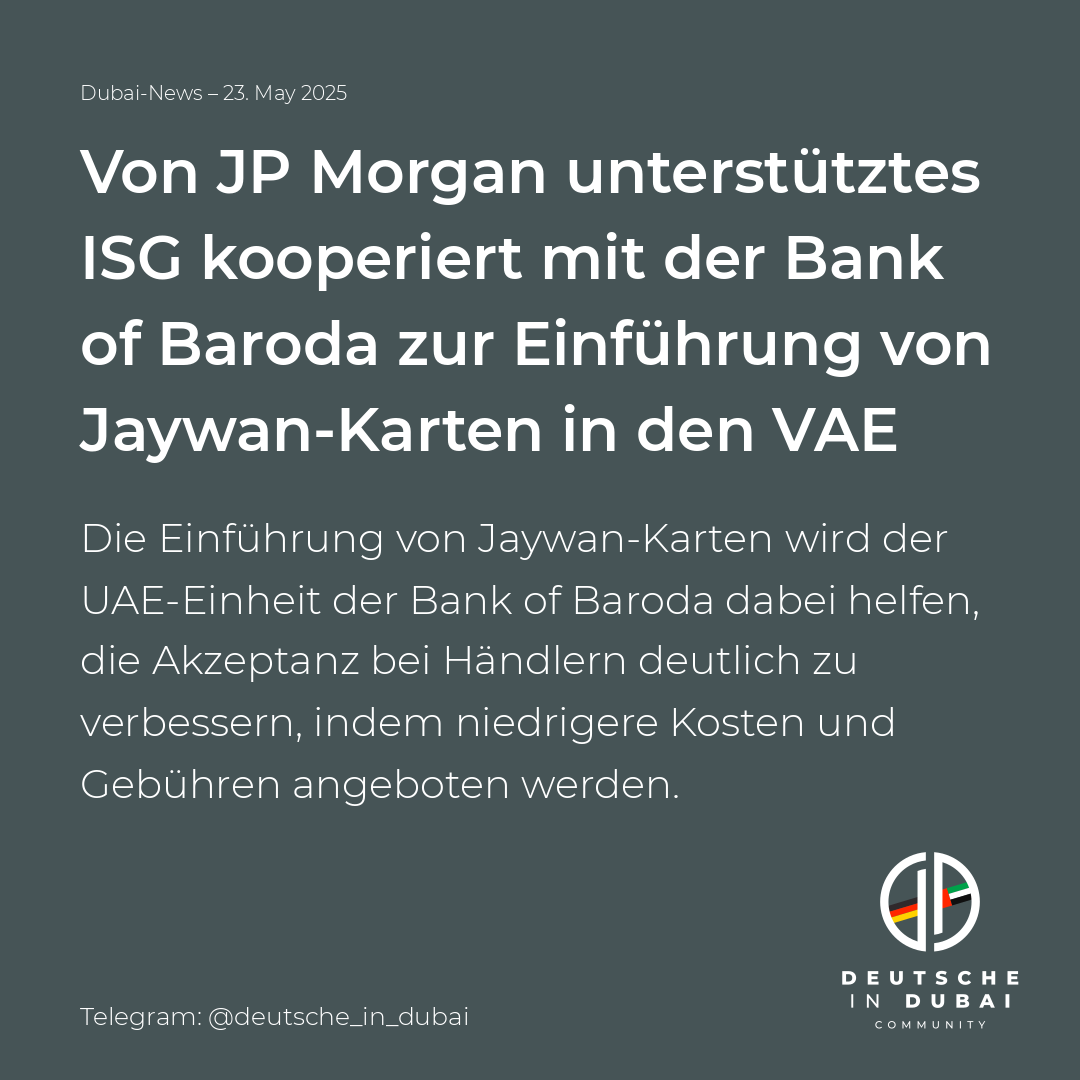 Dubai-News – 23. May 2025
Von JP Morgan unterstütztes
ISG kooperiert mit der Bank
of Baroda zur Einführung von
Jaywan-Karten in den VAE
Die Einführung von Jaywan-Karten wird der
UAE-Einheit der Bank of Baroda dabei helfen,
die Akzeptanz bei Händlern deutlich zu
verbessern, indem niedrigere Kosten und
Gebühren angeboten werden.
DEUTSCHE
IN DUBAI
COMMUNITY
Telegram: @deutsche_in_dubai